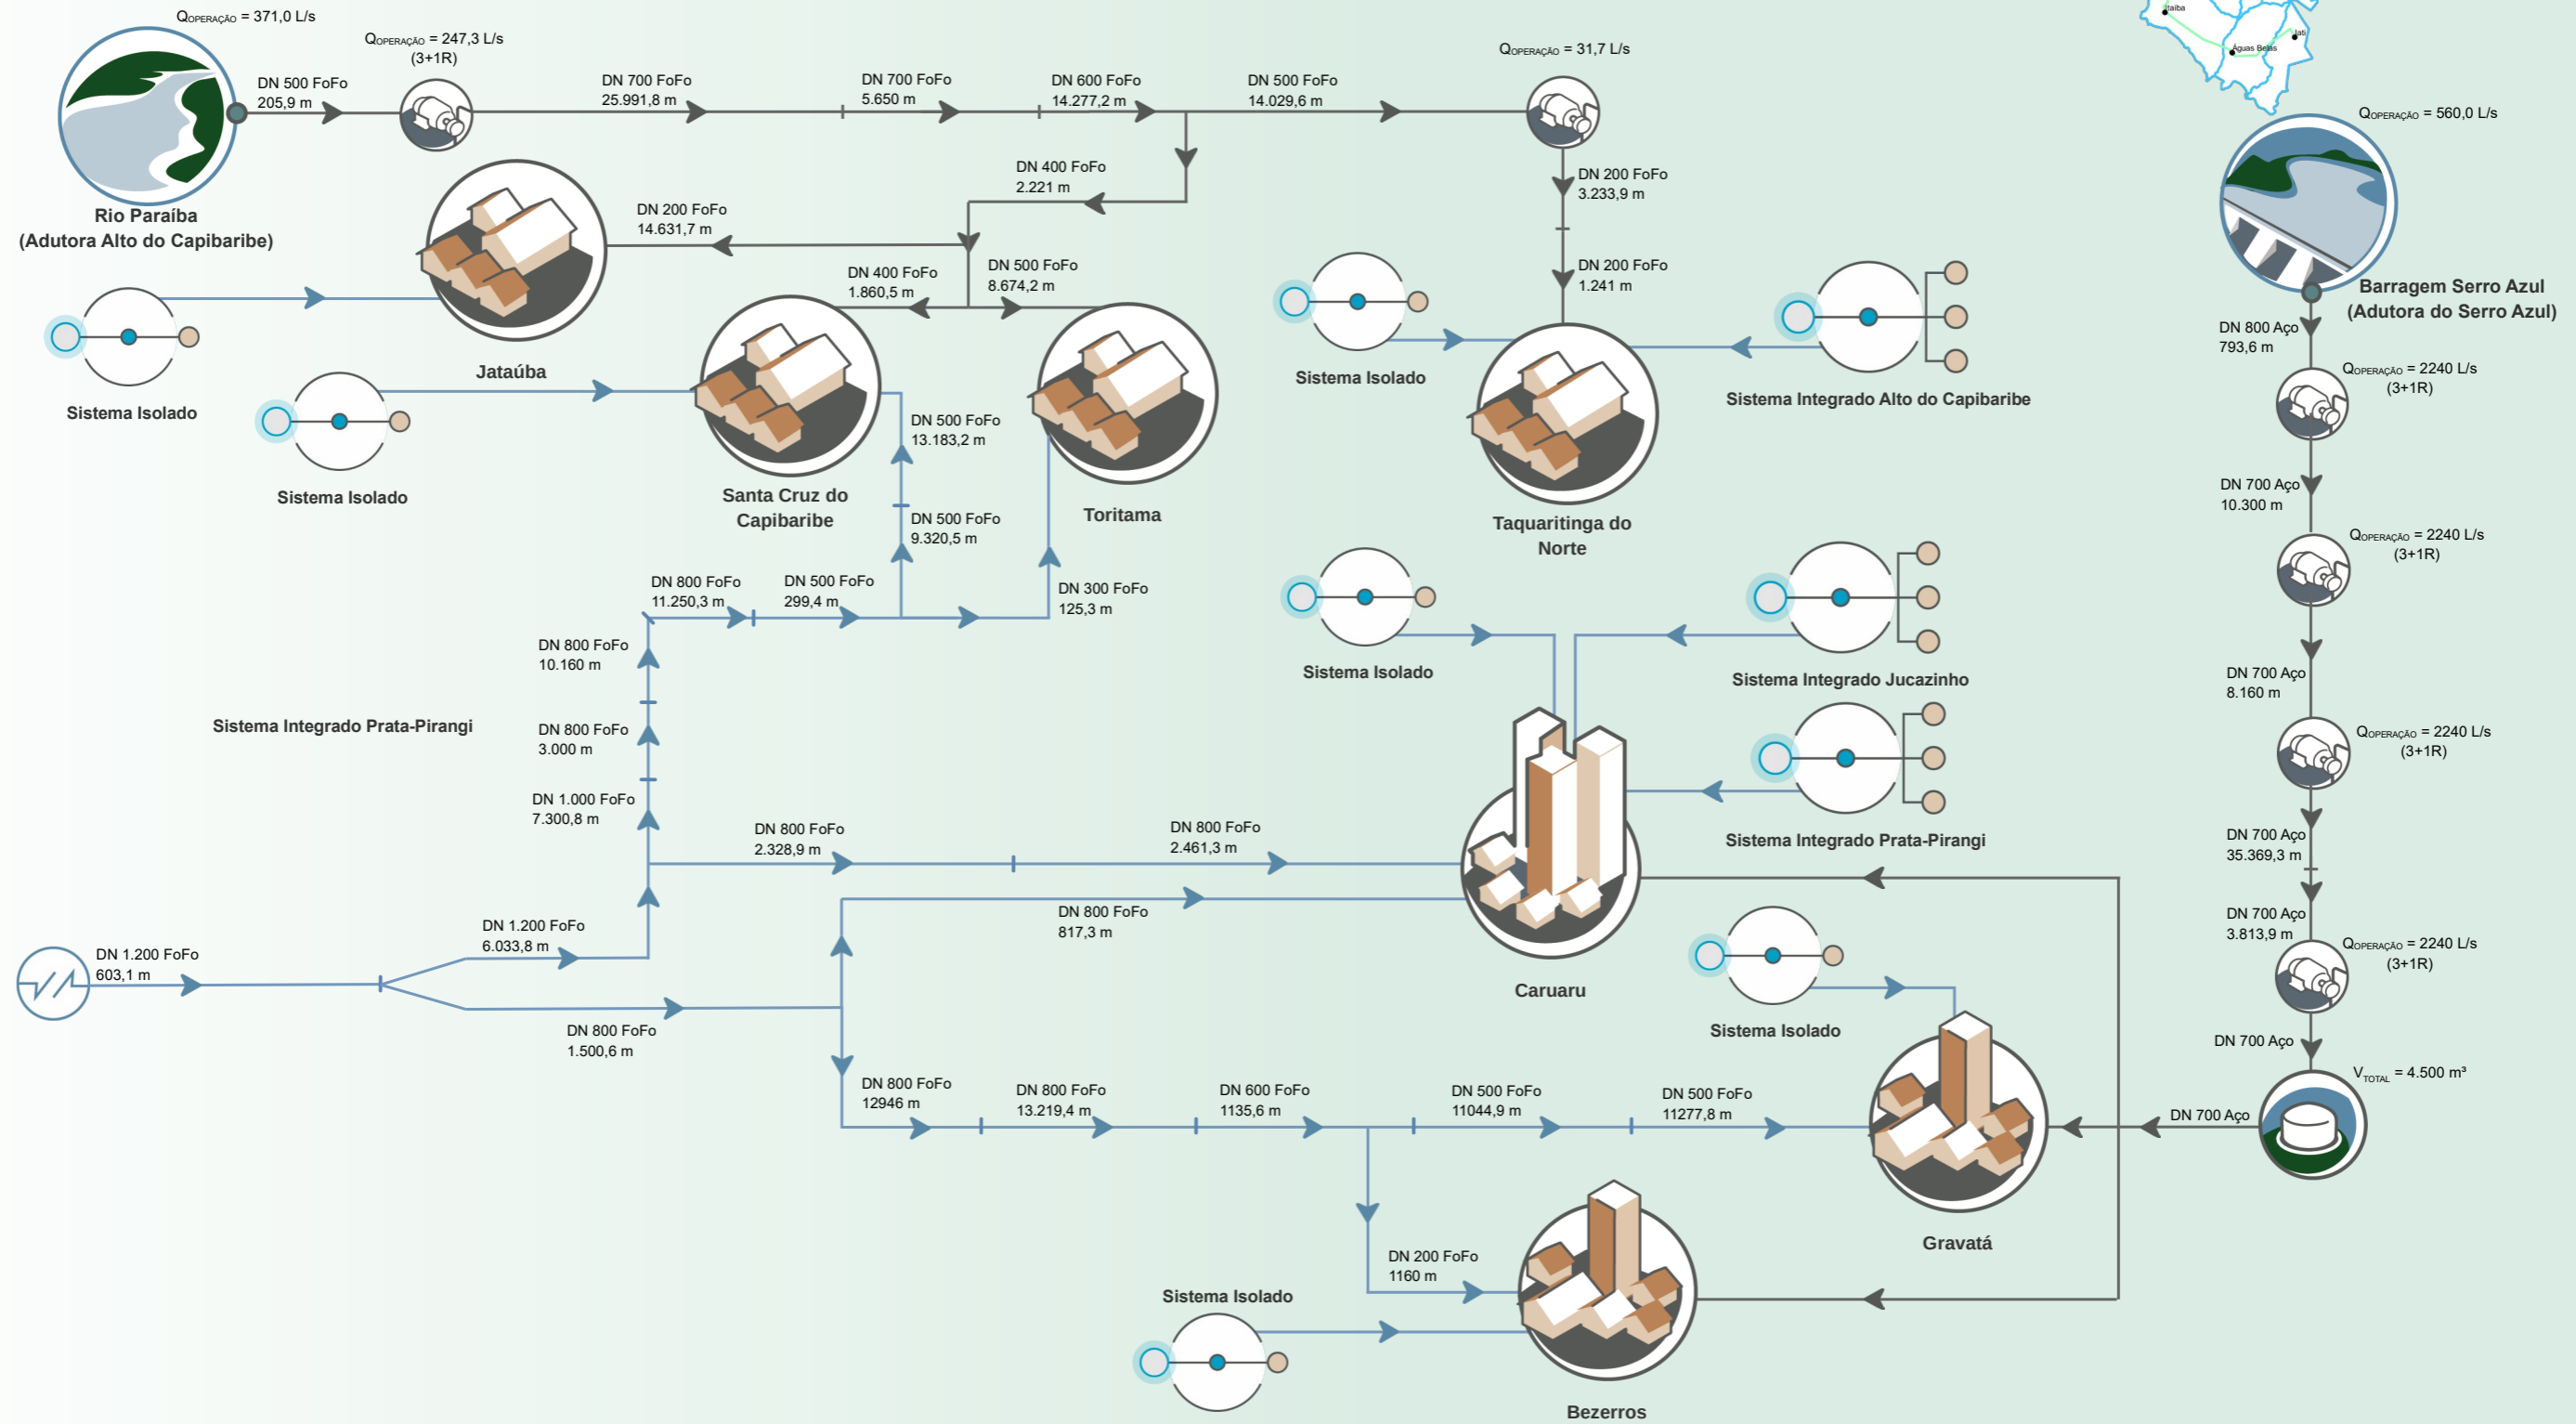 QOPERAÇÃO = 371,0 L/s
QOPERAÇÃO = 247,3 L/s
(3+1R)
DN 500 FoFo
205,9 m
DN 700 FoFo
25.991,8 m
DN 700 FoFo
5.650 m
DN 600 FoFo
14.277,2 m
DN 500 FoFo
14.029,6 m
QOPERAÇÃO = 31,7 L/s
Rio Paraíba
(Adutora Alto do Capibaribe)
DN 400 FoFo
2.221 m
DN 200 FoFo
3.233,9 m
DN 200 FoFo
14.631,7 m
DN 400 FoFo
1.860,5 m
DN 500 FoFo
8.674,2 m
DN 200 FoFo
1.241 m
Jataúba
Sistema Isolado
Sistema Isolado
Santa Cruz do
Capibaribe
Toritama
Sistema Isolado
Sistema Integrado Alto do Capibaribe
Taquaritinga do
Norte
DN 500 FoFo
13.183,2 m
DN 500 FoFo
9.320,5 m
DN 800 FoFo
11.250,3 m
DN 500 FoFo
299,4 m
DN 300 FoFo
125,3 m
DN 800 FoFo
10.160 m
Sistema Integrado Prata-Pirangi
DN 800 FoFo
3.000 m
DN 1.000 FoFo
7.300,8 m
DN 800 FoFo
2.328,9 m
DN 800 FoFo
2.461,3 m
DN 800 FoFo
817,3 m
DN 1.200 FoFo
603,1 m
DN 1.200 FoFo
6.033,8 m
DN 800 FoFo
1.500,6 m
Sistema Isolado
Sistema Integrado Jucazinho
Sistema Integrado Prata-Pirangi
Caruaru
Sistema Isolado
DN 800 FoFo
12946 m
DN 800 FoFo
13.219,4 m
DN 600 FoFo
1135,6 m
DN 500 FoFo
11044,9 m
DN 500 FoFo
11277,8 m
DN 200 FoFo
1160 m
Gravatá
Sistema Isolado
Bezerros
Itaíba
Águas Belas
Iati
QOPERAÇÃO = 560,0 L/s
Barragem Serro Azul
(Adutora do Serro Azul)
DN 800 Aço
793,6 m
QOPERAÇÃO = 2240 L/s
(3+1R)
DN 700 Aço
10.300 m
QOPERAÇÃO = 2240 L/s
(3+1R)
DN 700 Aço
8.160 m
QOPERAÇÃO = 2240 L/s
(3+1R)
DN 700 Aço
35.369,3 m
DN 700 Aço
3.813,9 m
QOPERAÇÃO = 2240 L/s
(3+1R)
DN 700 Aço
VTOTAL = 4.500 m³
DN 700 Aço